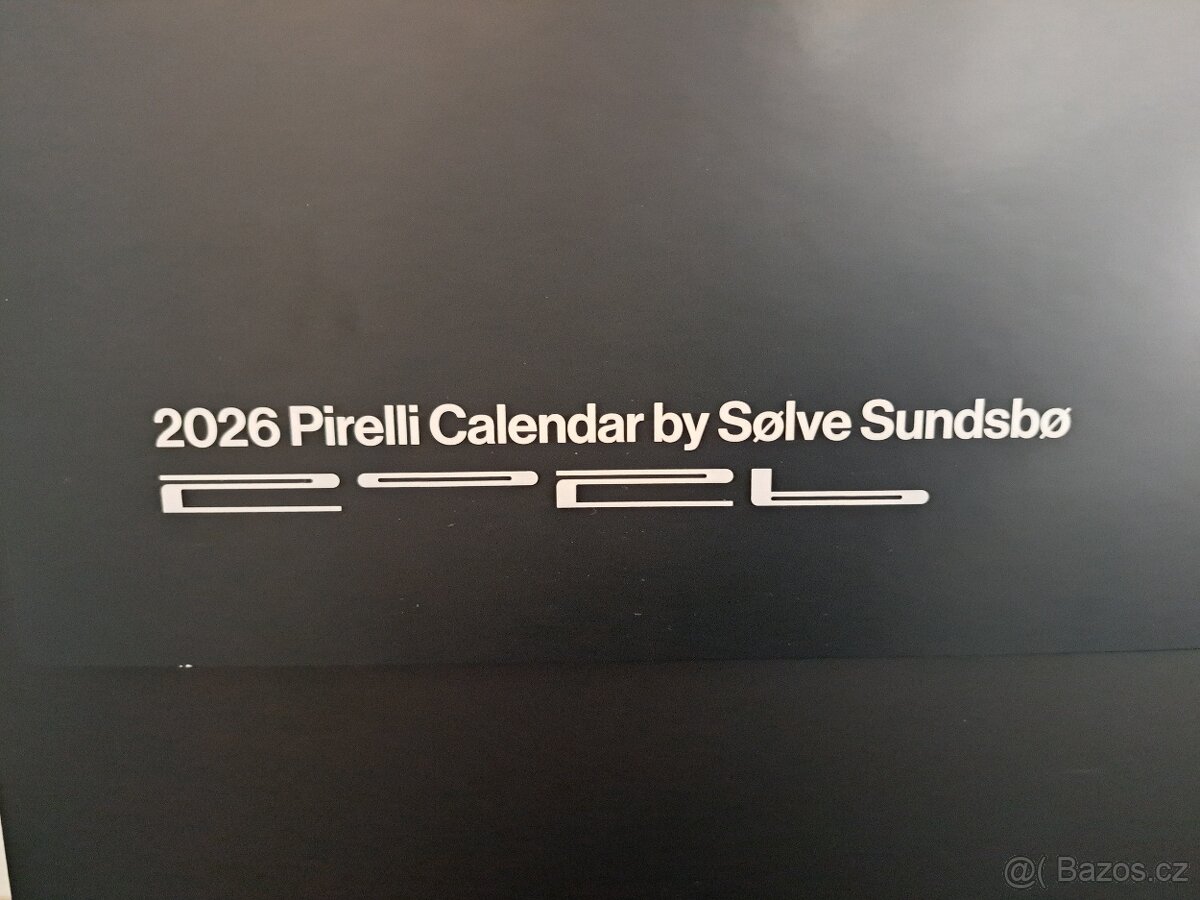 2026 Pirelli Calendar by Sølve Sundsbø
2026
@( Bazos.cz